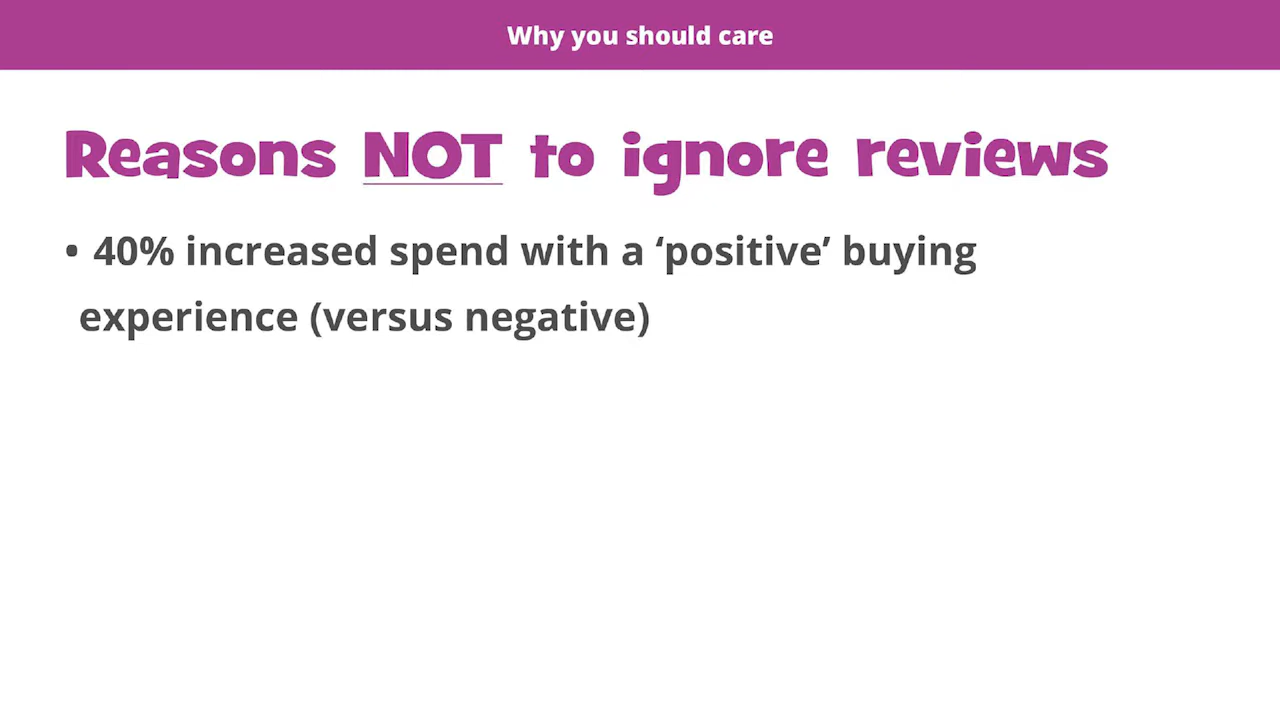 Why you should care
Reasons NOT to ignore reviews
• 40% increased spend with a ‘positive’ buying
experience (versus negative)